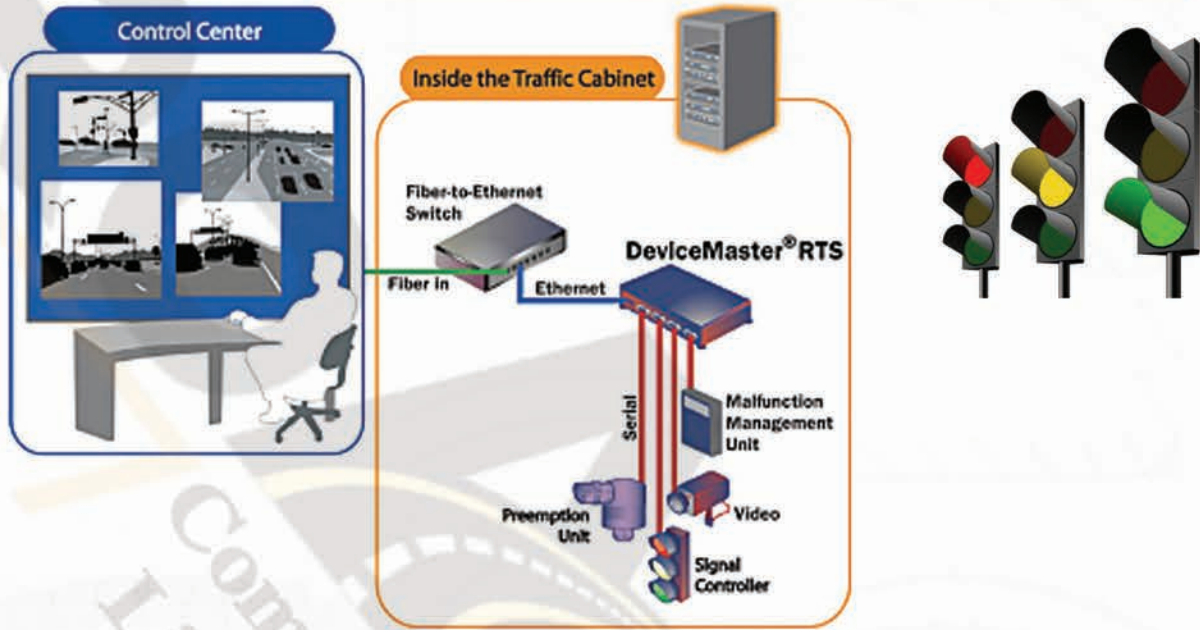 Control Center
Inside the Traffic Cabinet
Fiber-to-Ethernet
Switch
DeviceMaster® RTS
Fiber in
Ethernet
Serial
Malfunction
Management
Unit
Preemption
Unit
Video
Signal
Controller